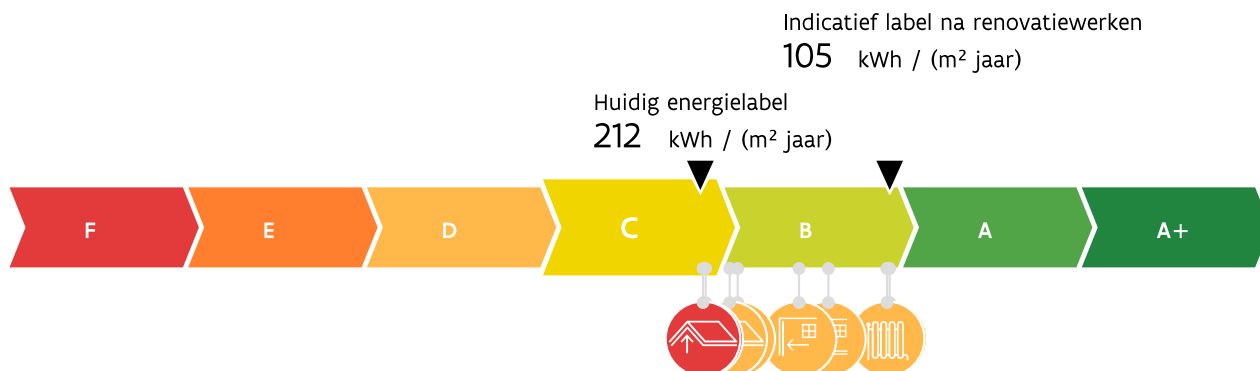 Indicatief label na renovatiewerken
105 kWh / (m² jaar)
Huidig energielabel
212 kWh / (m² jaar)
F E D C B A A+